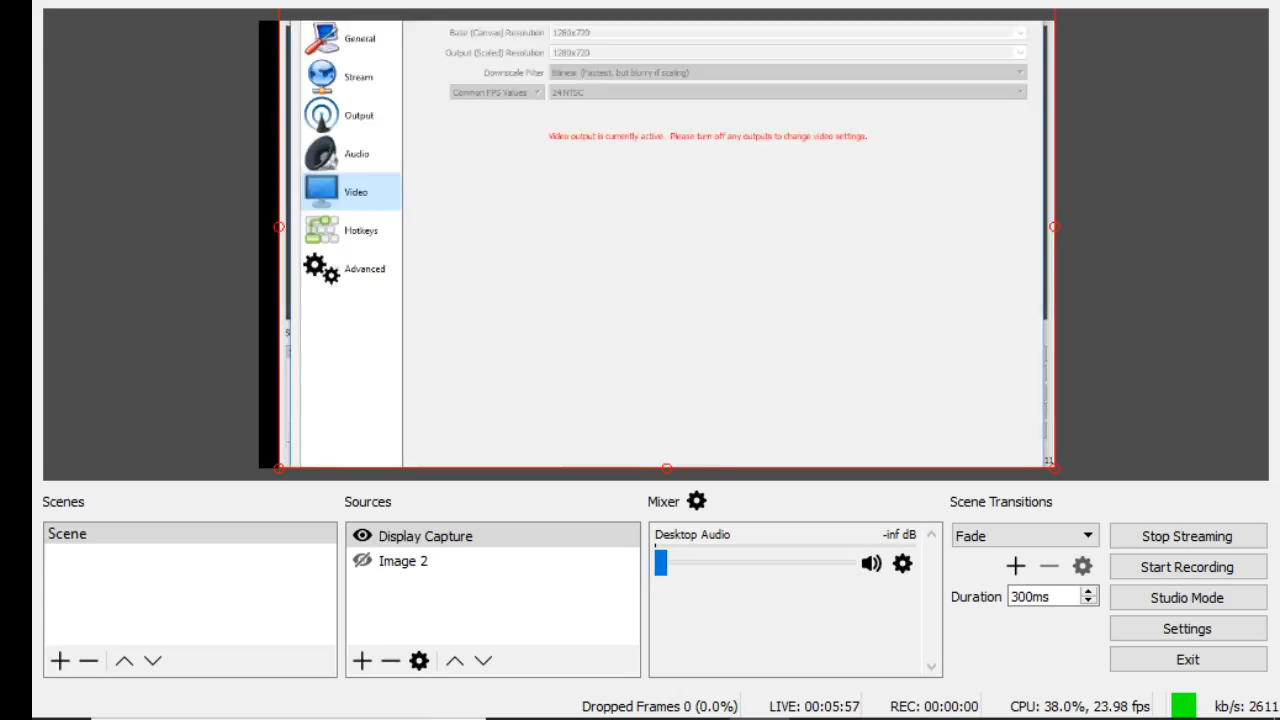 General
Base (Canvas) Resolution 1280x720
Output (Scaled) Resolution 1280x720
Stream
Downscale Filter Bilinear (Fastest, but blurry if scaling)
Common FPS Values 24 NTSC
Output
Video output is currently active. Please turn off any outputs to change video settings.
Audio
Video
Hotkeys
Advanced
11
Scenes Sources Mixer Scene Transitions
Scene
Display Capture
Image 2
Desktop Audio -inf dB
Fade
Duration 300ms
Stop Streaming
Start Recording
Studio Mode
Settings
Exit
Dropped Frames 0 (0.0%) LIVE: 00:05:57 REC: 00:00:00 CPU: 38.0%, 23.98 fps kb/s: 2611